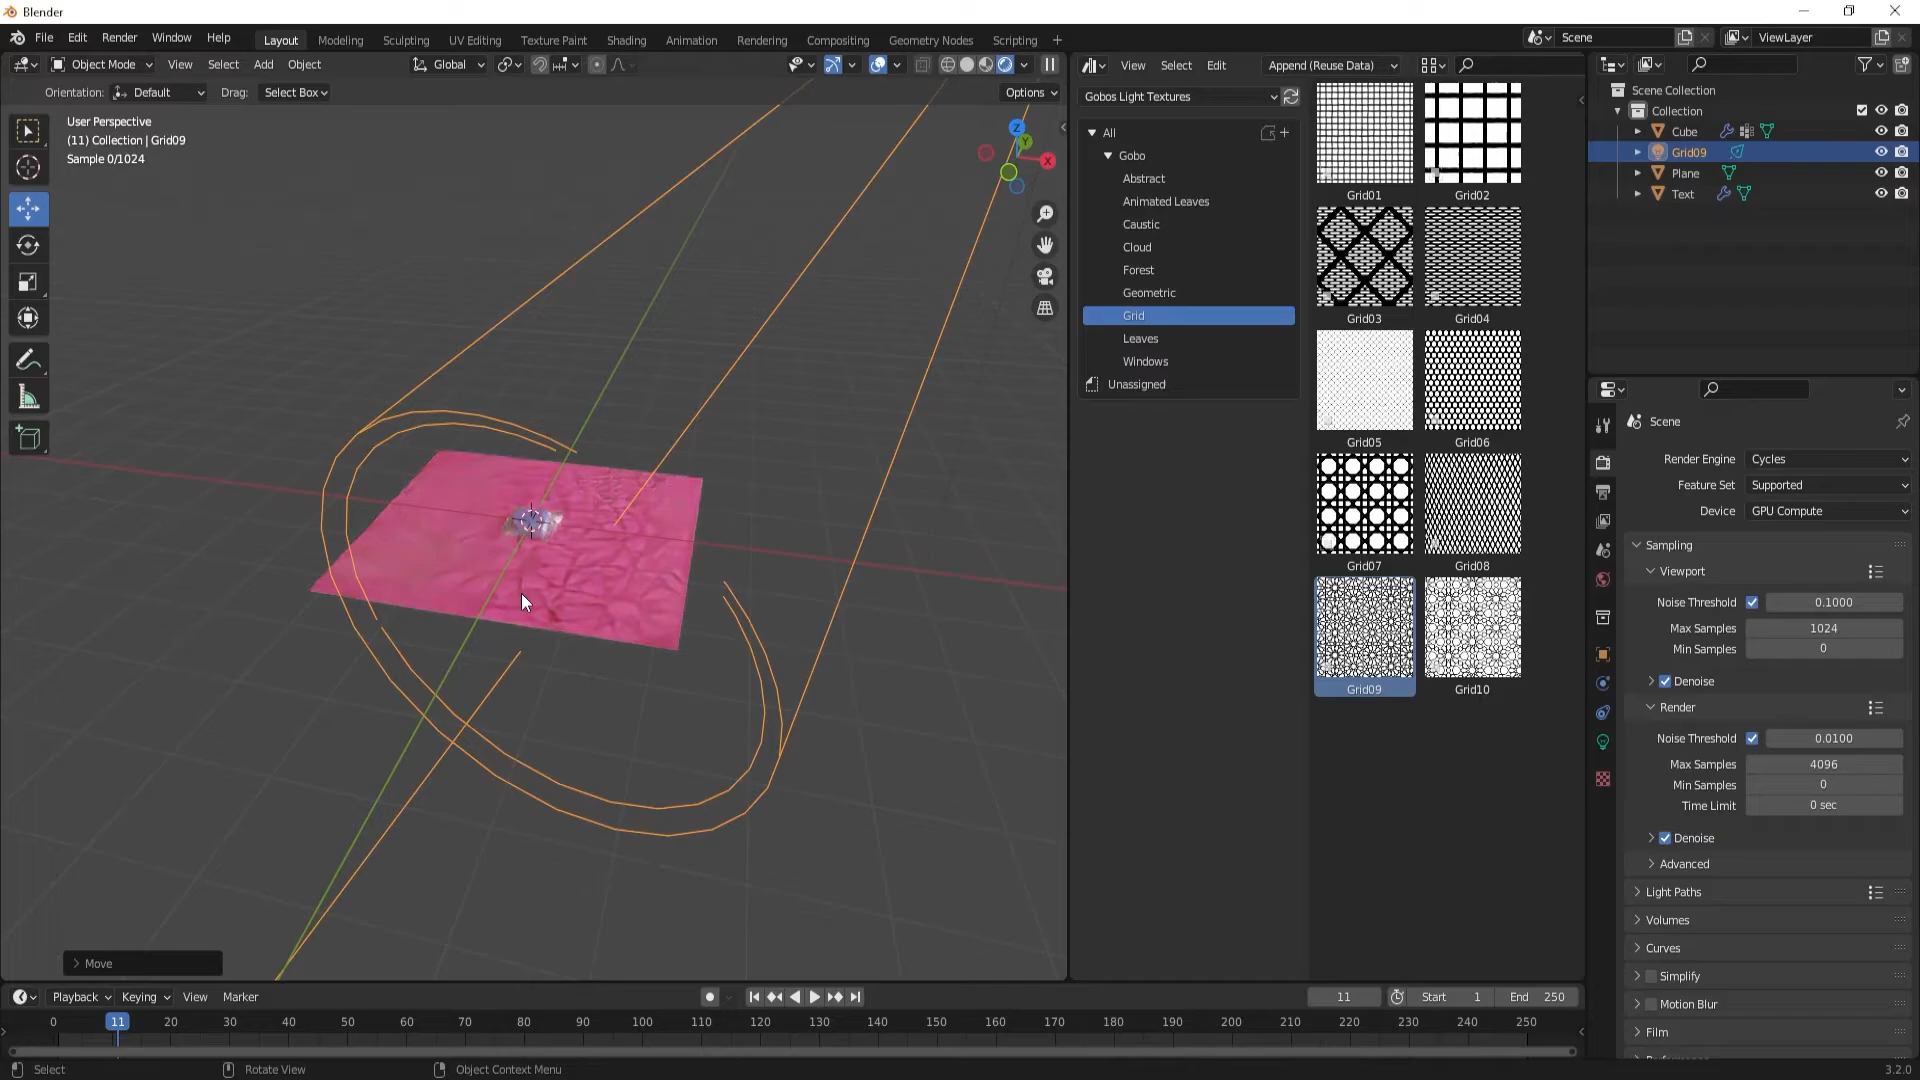 Blender
File Edit Render Window Help
Layout Modeling Sculpting UV Editing Texture Paint Shading Animation Rendering Compositing Geometry Nodes Scripting +
Scene
ViewLayer
Object Mode View Select Add Object
Global
View Select Edit
Append (Reuse Data)
Orientation: Default Drag: Select Box
Options
User Perspective
(11) Collection | Grid09
Sample 0/1024
Z
Y
X
Move
Gobos Light Textures
All
Gobo
Abstract
Animated Leaves
Caustic
Cloud
Forest
Geometric
Grid
Leaves
Windows
Unassigned
Grid01 Grid02
Grid03 Grid04
Grid05 Grid06
Grid07 Grid08
Grid09 Grid10
Scene Collection
Collection
Cube
Grid09
Plane
Text
Scene
Render Engine Cycles
Feature Set Supported
Device GPU Compute
Sampling
Viewport
Noise Threshold 0.1000
Max Samples 1024
Min Samples 0
Denoise
Render
Noise Threshold 0.0100
Max Samples 4096
Min Samples 0
Time Limit 0 sec
Denoise
Advanced
Light Paths
Volumes
Curves
Simplify
Motion Blur
Film
Playback Keying View Marker
11 Start 1 End 250
0 11 20 30 40 50 60 70 80 90 100 110 120 130 140 150 160 170 180 190 200 210 220 230 240 250
Select Rotate View Object Context Menu
3.2.0